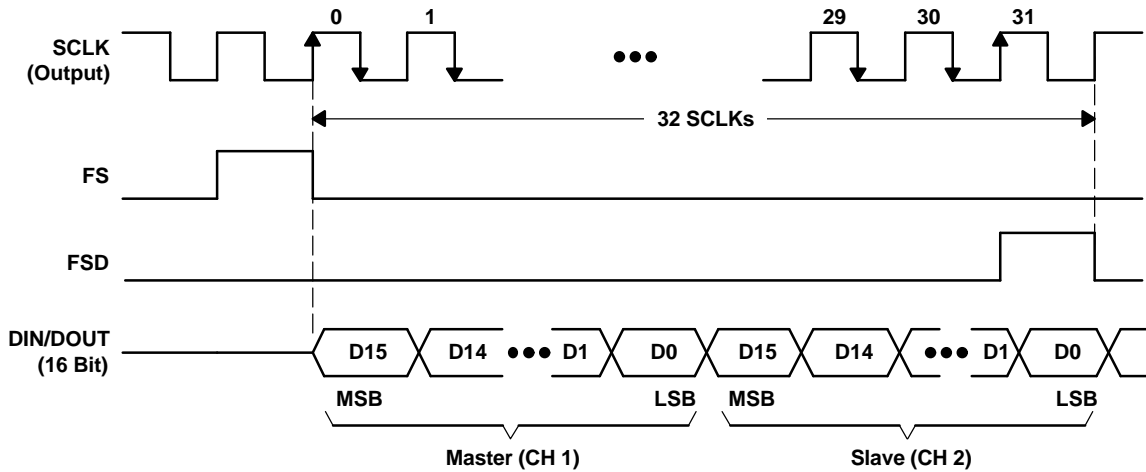 0 1 29 30 31
SCLK
(Output)
32 SCLKs
FS
FSD
DIN/DOUT
(16 Bit)
D15 D14 D1 D0 D15 D14 D1 D0
MSB LSB MSB LSB
Master (CH 1) Slave (CH 2)